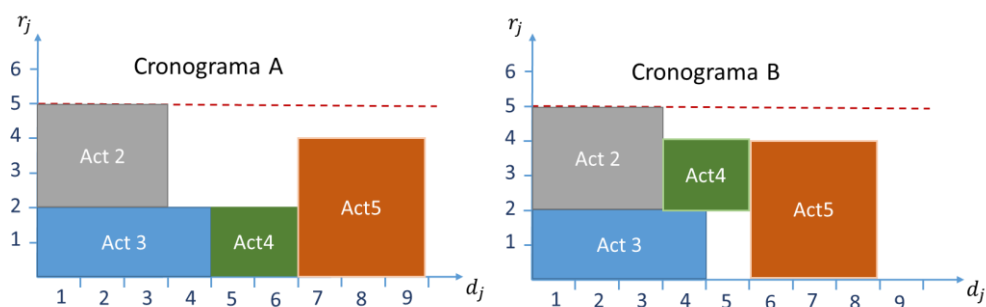 r_j
Cronograma A
6
5
4
3
2
1
Act 2
Act 3
Act4
Act5
1 2 3 4 5 6 7 8 9 d_j
r_j
Cronograma B
6
5
4
3
2
1
Act 2
Act4
Act 3
Act5
1 2 3 4 5 6 7 8 9 d_j